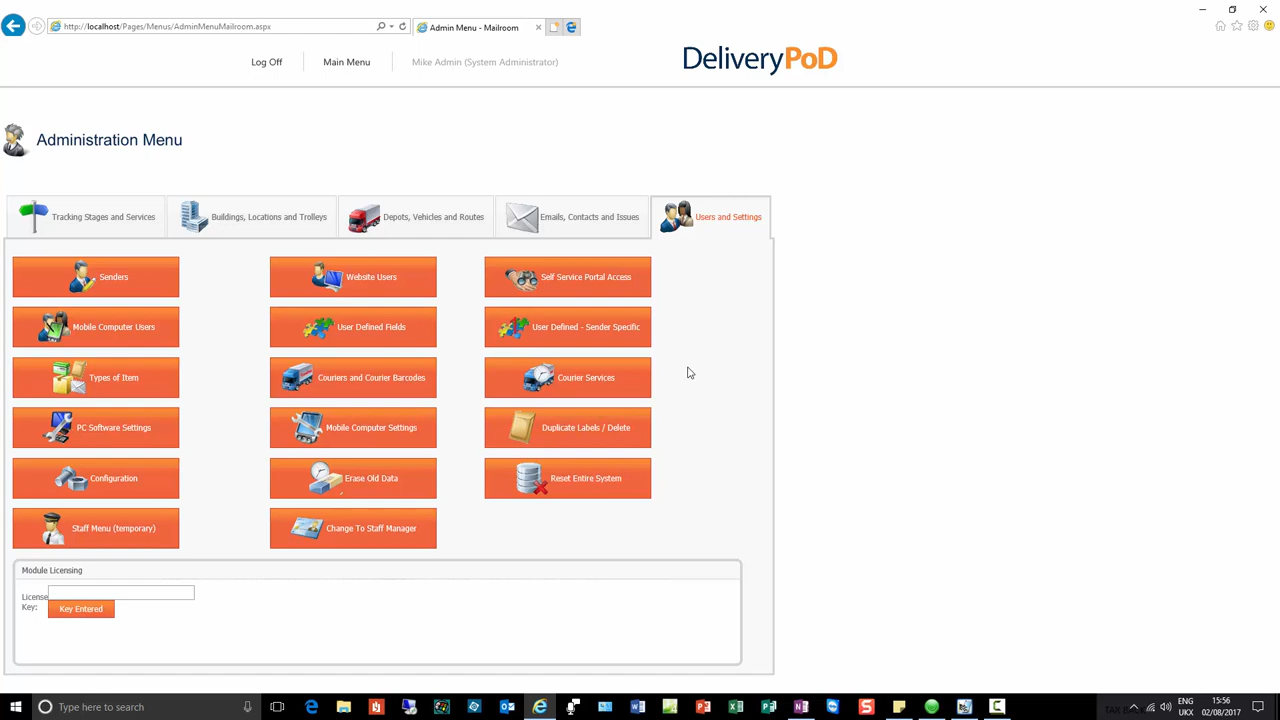 http://localhost/Pages/Menus/AdminMenuMailroom.aspx
Admin Menu - Mailroom
Log Off
Main Menu
Mike Admin (System Administrator)
DeliveryPoD
Administration Menu
Tracking Stages and Services
Buildings, Locations and Trolleys
Depots, Vehicles and Routes
Emails, Contacts and Issues
Users and Settings
Senders
Website Users
Self Service Portal Access
Mobile Computer Users
User Defined Fields
User Defined - Sender Specific
Types of Item
Couriers and Courier Barcodes
Courier Services
PC Software Settings
Mobile Computer Settings
Duplicate Labels / Delete
Configuration
Erase Old Data
Reset Entire System
Staff Menu (temporary)
Change To Staff Manager
Module Licensing
License
Key:
Key Entered
Type here to search
ENG
UKX
15:56
02/08/2017